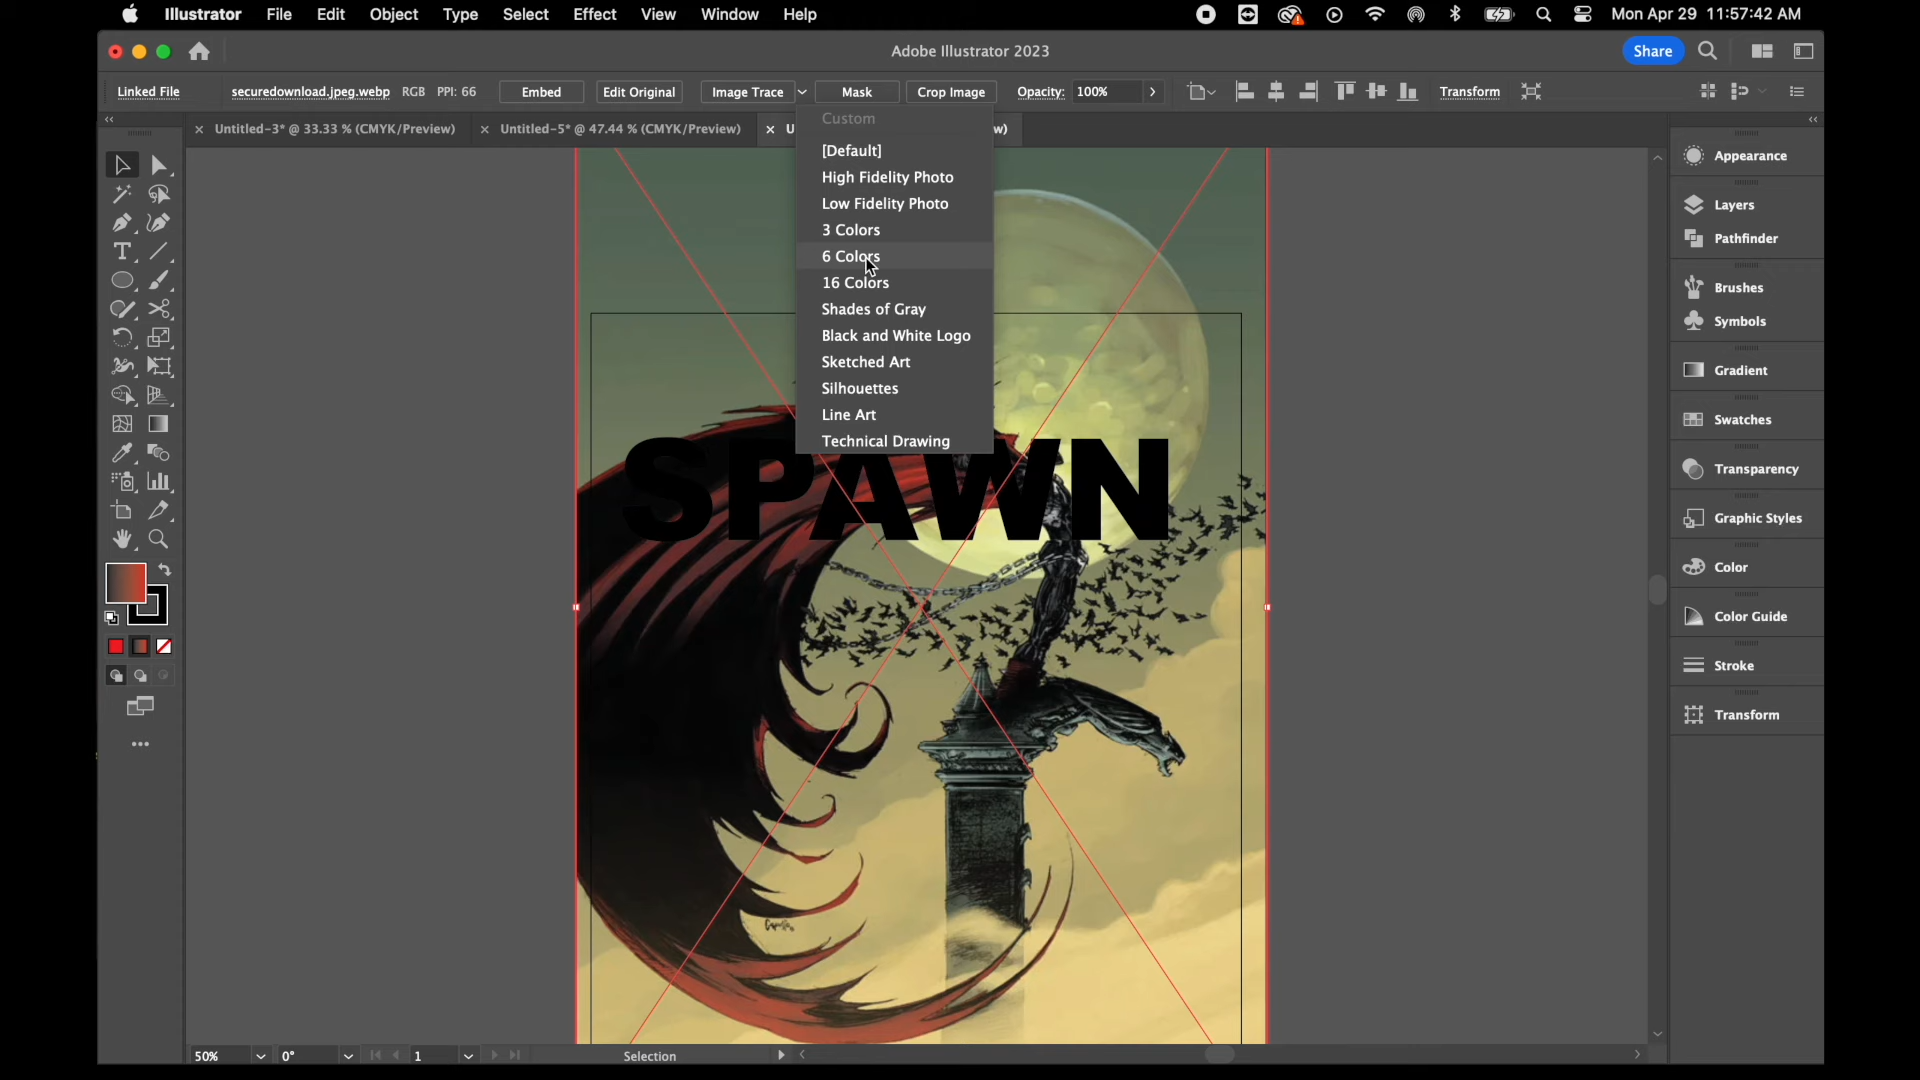 Illustrator File Edit Object Type Select Effect View Window Help Mon Apr 29 11:57:42 AM
Adobe Illustrator 2023 Share
Linked File securedownload.jpeg.webp RGB PPI: 66 Embed Edit Original Image Trace Mask Crop Image Opacity: 100% Transform
Untitled-3* @ 33.33 % (CMYK/Preview) Untitled-5* @ 47.44 % (CMYK/Preview)
Custom
[Default]
High Fidelity Photo
Low Fidelity Photo
3 Colors
6 Colors
16 Colors
Shades of Gray
Black and White Logo
Sketched Art
Silhouettes
Line Art
Technical Drawing
SPAWN
Appearance
Layers
Pathfinder
Brushes
Symbols
Gradient
Swatches
Transparency
Graphic Styles
Color
Color Guide
Stroke
Transform
50% 0° 1 Selection